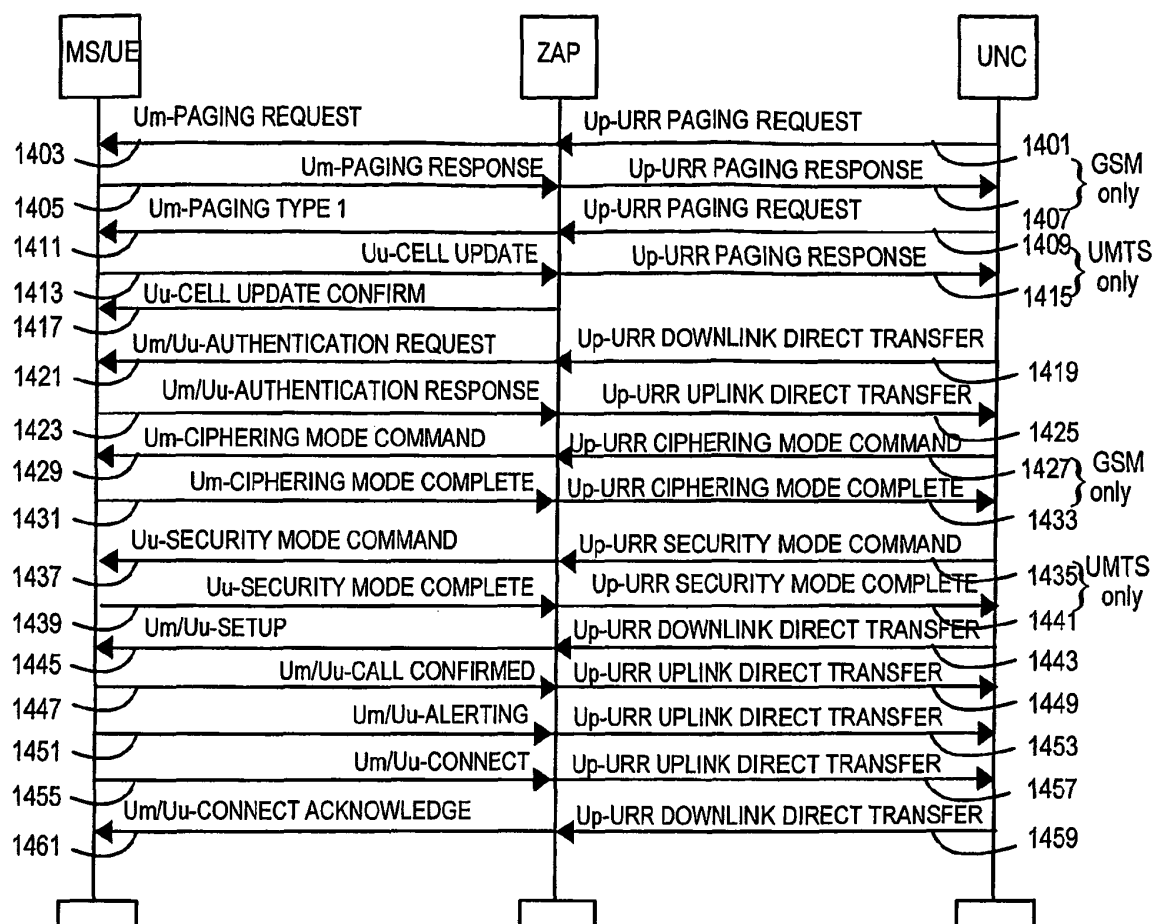 MS/UE ZAP UNC
Um-PAGING REQUEST Up-URR PAGING REQUEST
1403 1401
Um-PAGING RESPONSE Up-URR PAGING RESPONSE GSM only
1405 1407
Um-PAGING TYPE 1 Up-URR PAGING REQUEST
1411 1409
Uu-CELL UPDATE Up-URR PAGING RESPONSE UMTS only
1413 1415
Uu-CELL UPDATE CONFIRM
1417
Um/Uu-AUTHENTICATION REQUEST Up-URR DOWNLINK DIRECT TRANSFER
1421 1419
Um/Uu-AUTHENTICATION RESPONSE Up-URR UPLINK DIRECT TRANSFER
1423 1425
Um-CIPHERING MODE COMMAND Up-URR CIPHERING MODE COMMAND
1429 1427
Um-CIPHERING MODE COMPLETE Up-URR CIPHERING MODE COMPLETE GSM only
1431 1433
Uu-SECURITY MODE COMMAND Up-URR SECURITY MODE COMMAND
1437 1435
Uu-SECURITY MODE COMPLETE Up-URR SECURITY MODE COMPLETE UMTS only
1439 1441
Um/Uu-SETUP Up-URR DOWNLINK DIRECT TRANSFER
1445 1443
Um/Uu-CALL CONFIRMED Up-URR UPLINK DIRECT TRANSFER
1447 1449
Um/Uu-ALERTING Up-URR UPLINK DIRECT TRANSFER
1451 1453
Um/Uu-CONNECT Up-URR UPLINK DIRECT TRANSFER
1455 1457
Um/Uu-CONNECT ACKNOWLEDGE Up-URR DOWNLINK DIRECT TRANSFER
1461 1459